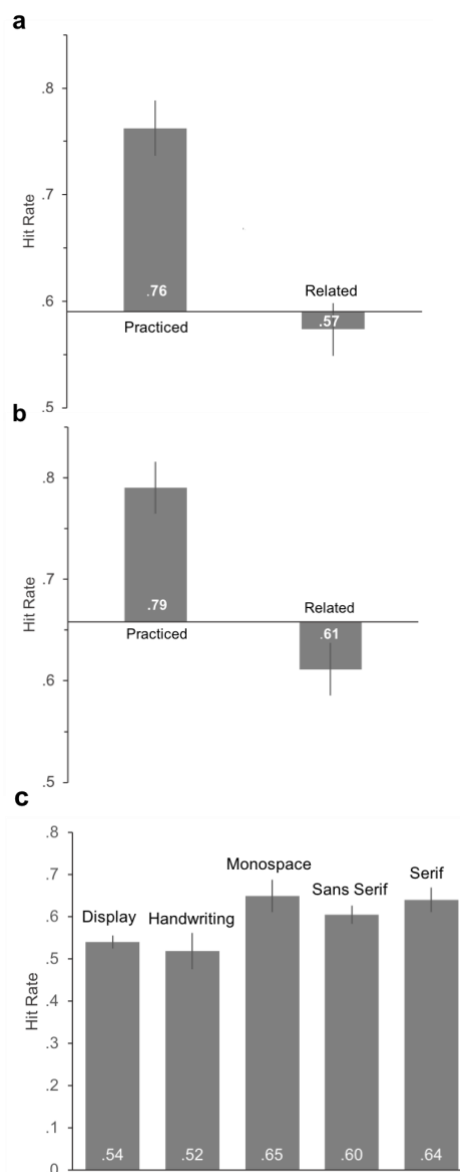 a
.8
.7
.6
.5
Hit Rate
.76
Practiced
Related
.57
b
.8
.7
.6
.5
Hit Rate
.79
Practiced
Related
.61
c
.8
.7
.6
.5
.4
.3
.2
.1
0
Hit Rate
Display
Handwriting
Monospace
Sans Serif
Serif
.54
.52
.65
.60
.64